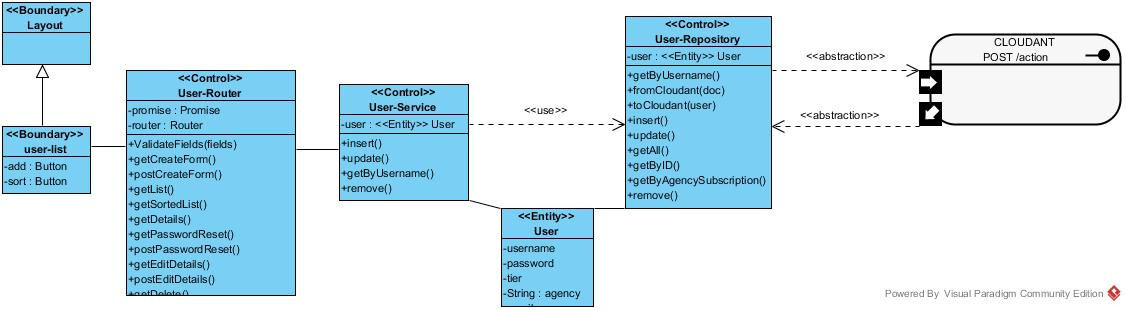 <<Boundary>>
Layout
<<Boundary>>
user-list
-add : Button
-sort : Button
<<Control>>
User-Router
-promise : Promise
-router : Router
+ValidateFields(fields)
+getCreateForm()
+postCreateForm()
+getList()
+getSortedList()
+getDetails()
+getPasswordReset()
+postPasswordReset()
+getEditDetails()
+postEditDetails()
+getDelete()
<<Control>>
User-Service
-user : <<Entity>> User
+insert()
+update()
+getByUsername()
+remove()
<<use>>
<<Entity>>
User
-username
-password
-tier
-String : agency
<<Control>>
User-Repository
-user : <<Entity>> User
+getByUsername()
+fromCloudant(doc)
+toCloudant(user)
+insert()
+update()
+getAll()
+getByID()
+getByAgencySubscription()
+remove()
<<abstraction>>
<<abstraction>>
CLOUDANT
POST /action
Powered By Visual Paradigm Community Edition